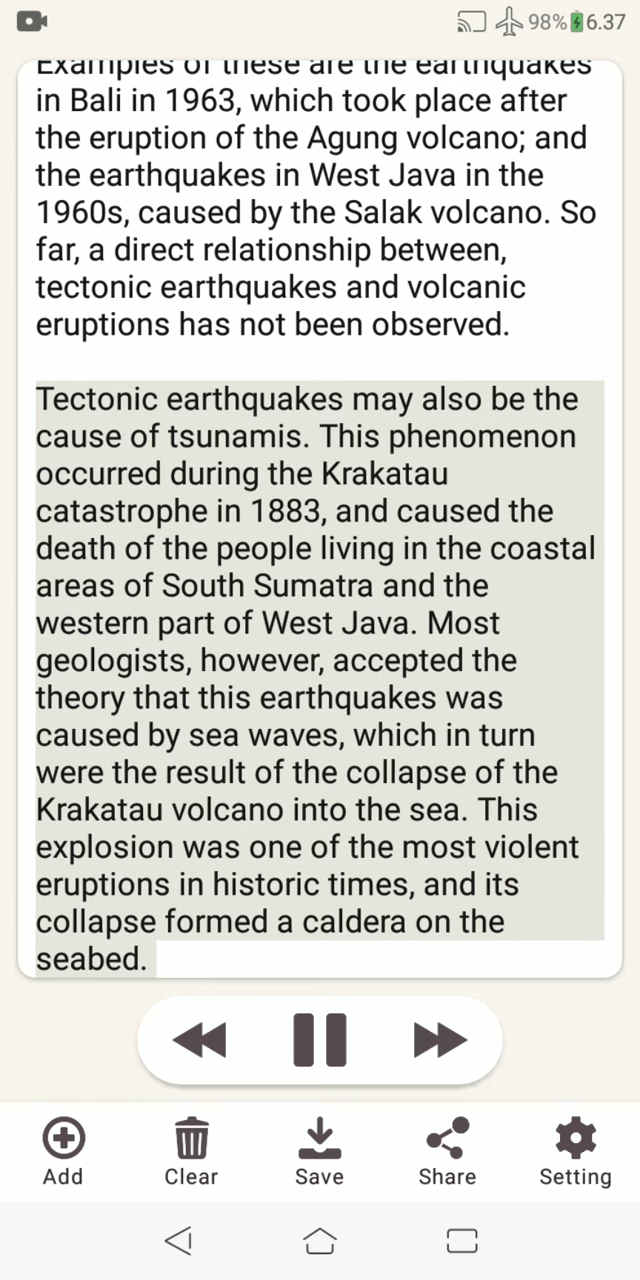 98% 6.37
Examples of these are the earthquakes
in Bali in 1963, which took place after
the eruption of the Agung volcano; and
the earthquakes in West Java in the
1960s, caused by the Salak volcano. So
far, a direct relationship between,
tectonic earthquakes and volcanic
eruptions has not been observed.
Tectonic earthquakes may also be the
cause of tsunamis. This phenomenon
occurred during the Krakatau
catastrophe in 1883, and caused the
death of the people living in the coastal
areas of South Sumatra and the
western part of West Java. Most
geologists, however, accepted the
theory that this earthquakes was
caused by sea waves, which in turn
were the result of the collapse of the
Krakatau volcano into the sea. This
explosion was one of the most violent
eruptions in historic times, and its
collapse formed a caldera on the
seabed.
Add Clear Save Share Setting